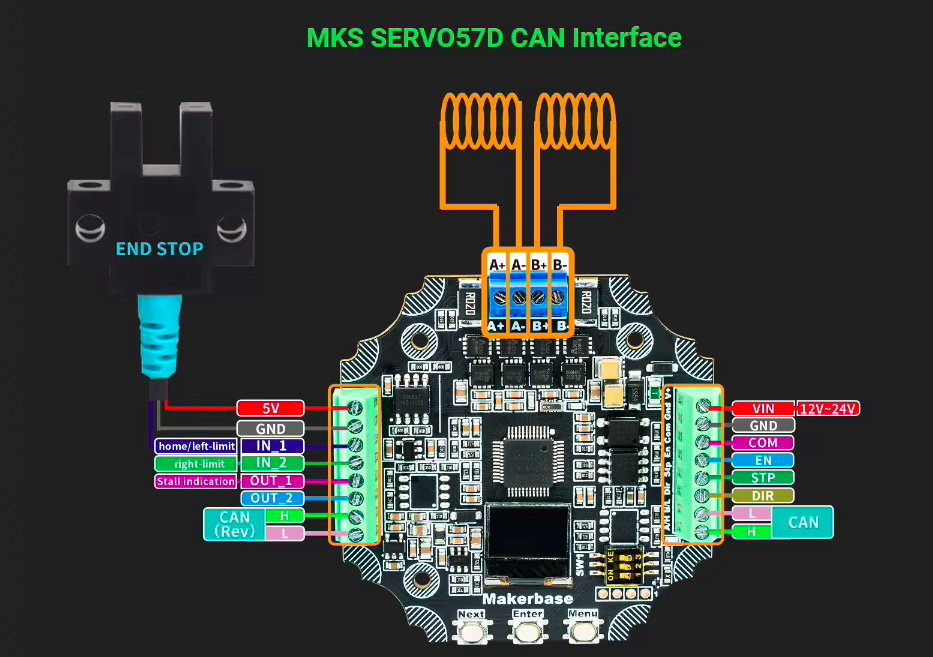 MKS SERVO57D CAN Interface
END STOP
A+ A- B+ B-
R020
R020
A+ A- B+ B-
5V
GND
home/left-limit IN_1
right-limit IN_2
Stall indication OUT_1
OUT_2
CAN
(Rev)
H
L
VIN 12V~24V
GND
COM
EN
STP
DIR
L
CAN
H
V+
Gnd
Com
En
Stp
Dir
SW1
ON KE
1 2 3
Makerbase
Next Enter Menu